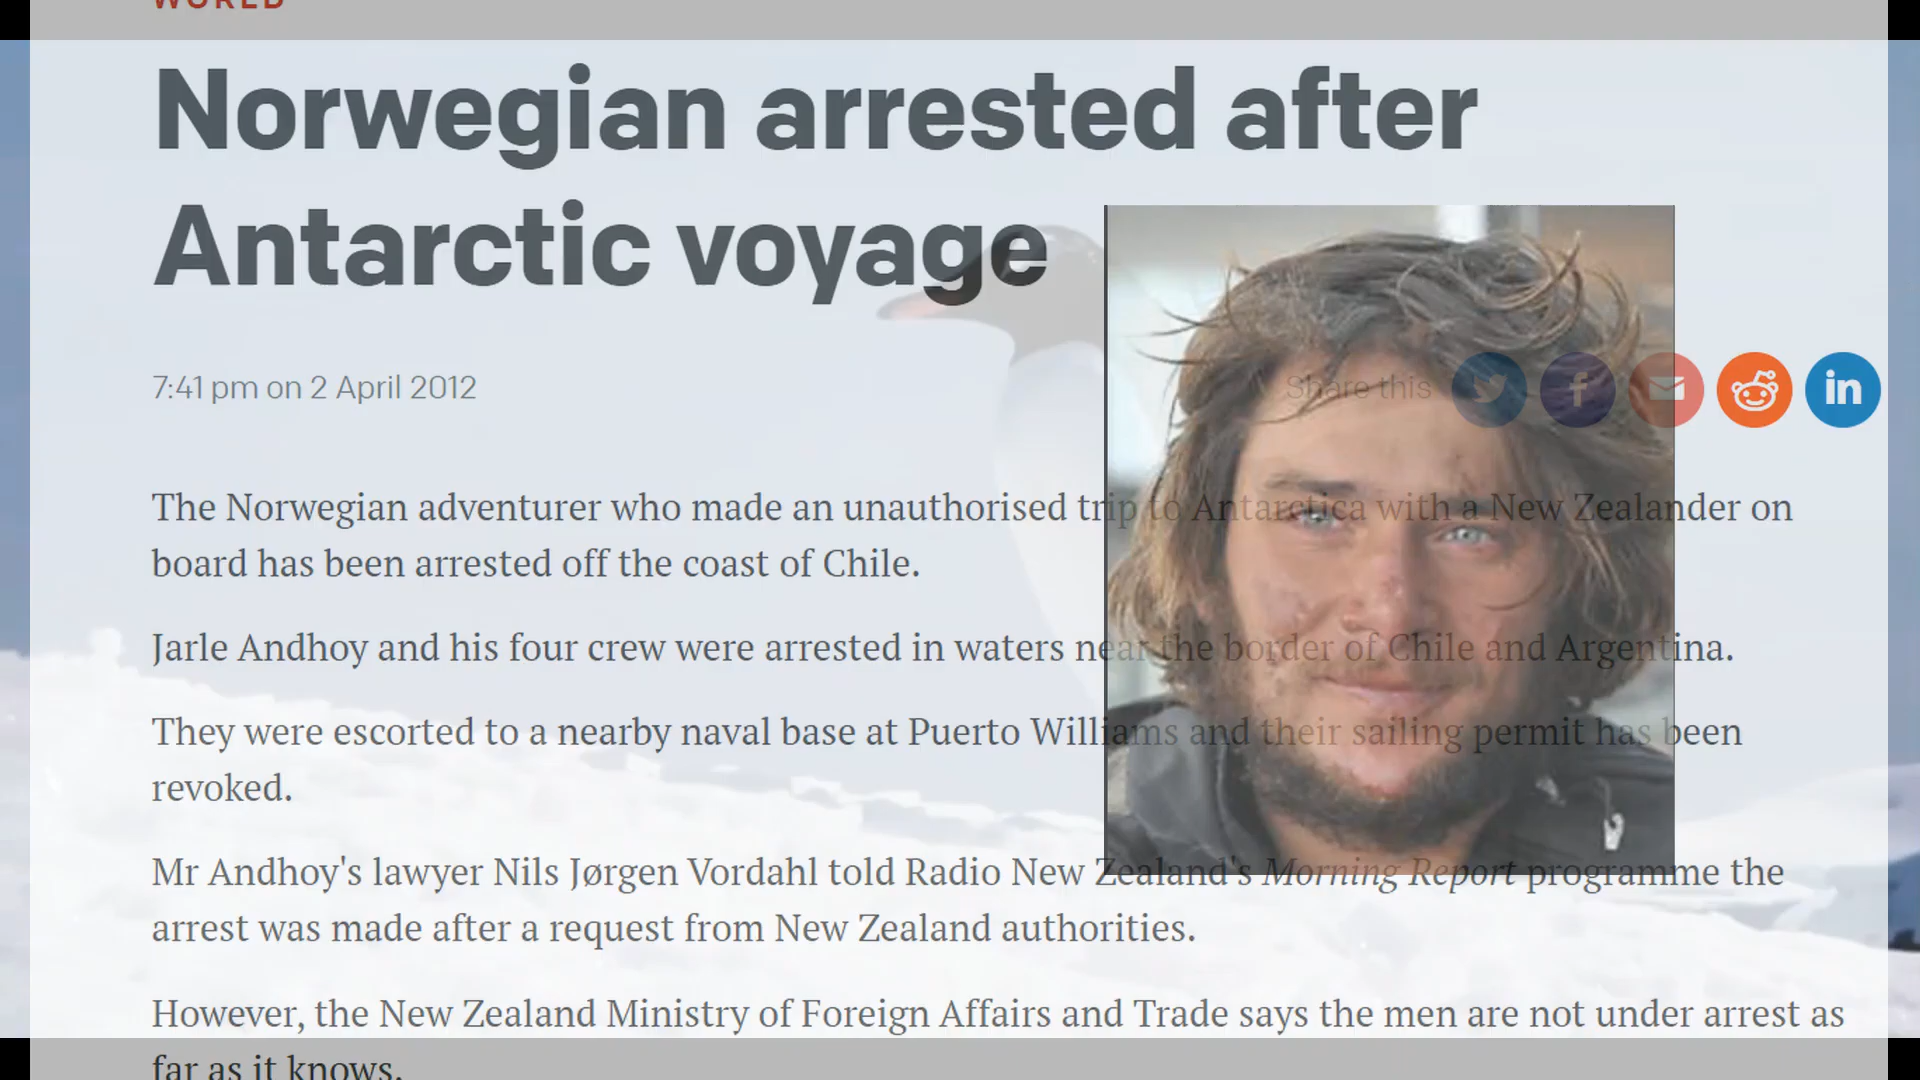 WORLD
Norwegian arrested after
Antarctic voyage
7:41 pm on 2 April 2012
Share this
The Norwegian adventurer who made an unauthorised trip to Antarctica with a New Zealander on
board has been arrested off the coast of Chile.
Jarle Andhoy and his four crew were arrested in waters near the border of Chile and Argentina.
They were escorted to a nearby naval base at Puerto Williams and their sailing permit has been
revoked.
Mr Andhoy's lawyer Nils Jørgen Vordahl told Radio New Zealand's Morning Report programme the
arrest was made after a request from New Zealand authorities.
However, the New Zealand Ministry of Foreign Affairs and Trade says the men are not under arrest as
far as it knows.